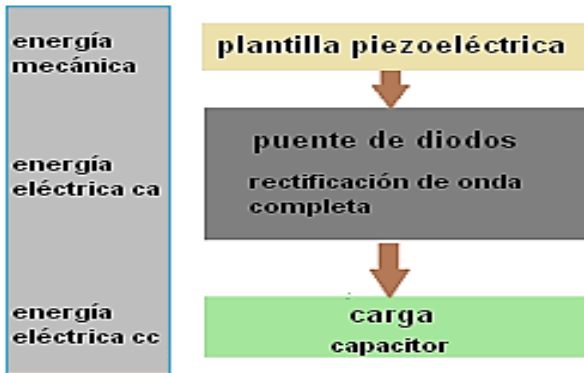 energía
mecánica
plantilla piezoeléctrica
energía
eléctrica ca
puente de diodos
rectificación de onda
completa
energía
eléctrica cc
carga
capacitor